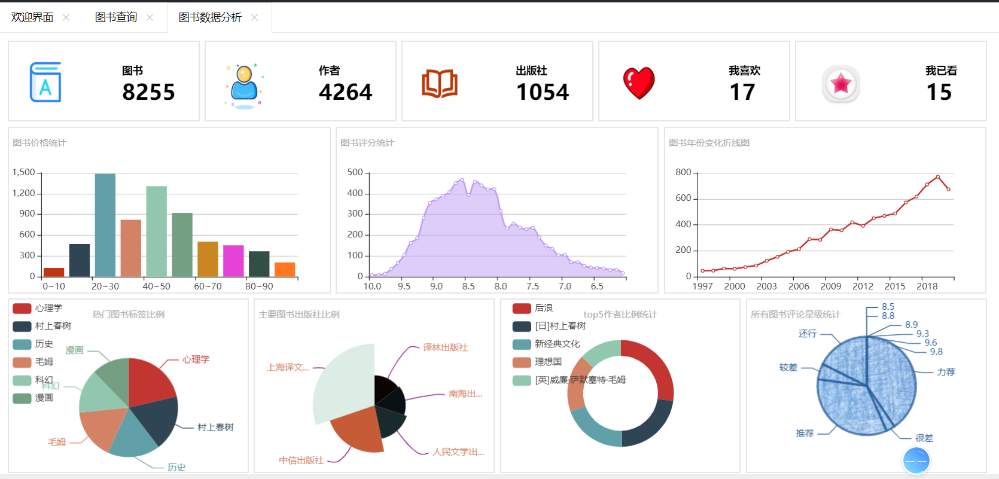 欢迎界面
图书查询
图书数据分析
图书
8255
作者
4264
出版社
1054
我喜欢
17
我已看
15
图书价格统计
1,500
1,200
900
600
300
0
0~10
20~30
40~50
60~70
80~90
图书评分统计
500
400
300
200
100
0
10.0
9.5
9.0
8.5
8.0
7.5
7.0
6.5
图书年份变化折线图
800
600
400
200
0
1997
2000
2003
2006
2009
2012
2015
2018
热门图书标签比例
心理学
村上春树
历史
毛姆
科幻
漫画
心理学
村上春树
历史
毛姆
科幻
漫画
主要图书出版社比例
译林出版社
南海出...
人民文学出...
中信出版社
上海译文...
top5作者比例统计
后浪
[日]村上春树
新经典文化
理想国
[英]威廉·萨默塞特·毛姆
所有图书评论星级统计
8.5
8.8
8.9
9.3
9.6
9.8
力荐
很差
推荐
较差
还行
--:--